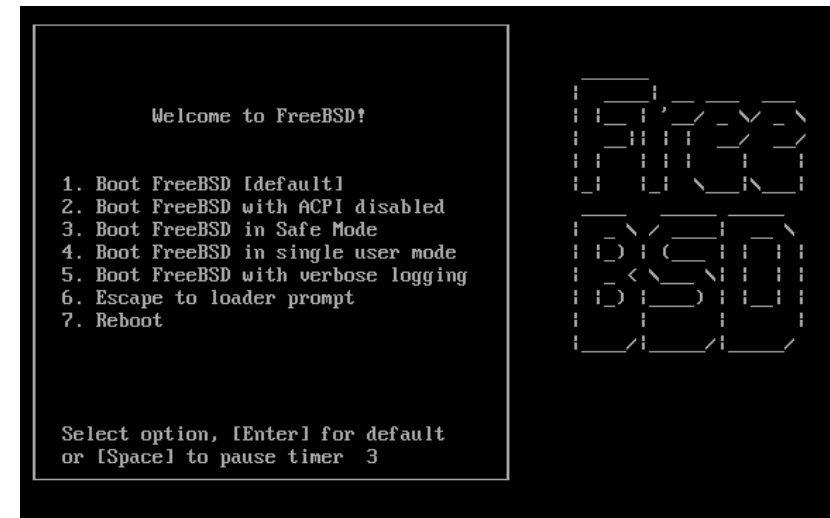 Welcome to FreeBSD!
1. Boot FreeBSD [default]
2. Boot FreeBSD with ACPI disabled
3. Boot FreeBSD in Safe Mode
4. Boot FreeBSD in single user mode
5. Boot FreeBSD with verbose logging
6. Escape to loader prompt
7. Reboot
Select option, [Enter] for default
or [Space] to pause timer 3
Free
BSD